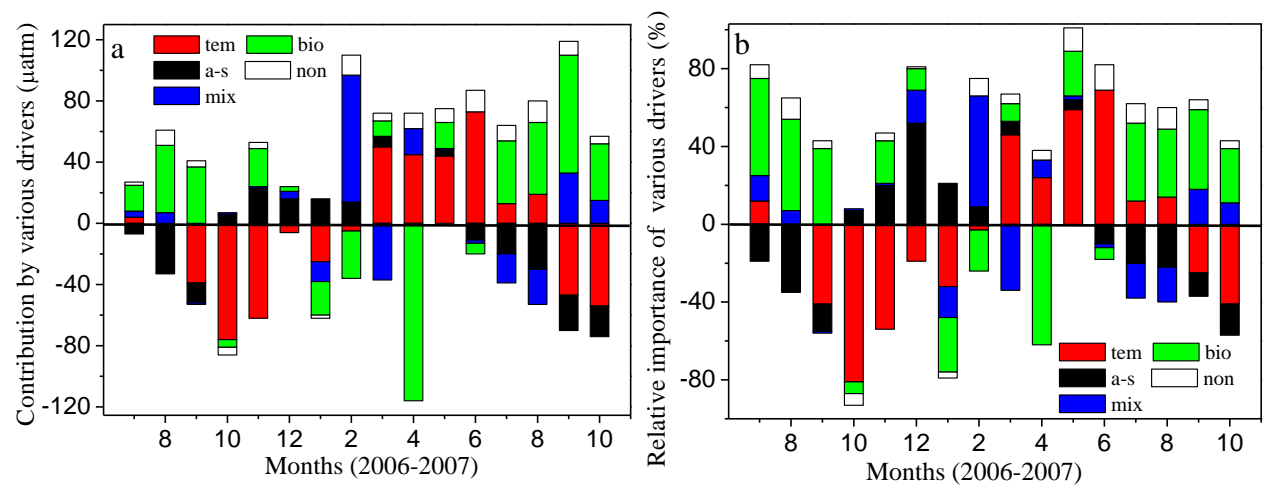 Contribution by various drivers (μatm)
120
80
40
0
-40
-80
-120
a
tem
bio
a-s
non
mix
8
10
12
2
4
6
8
10
Months (2006-2007)
Relative importance of various drivers (%)
80
40
0
-40
-80
b
tem
bio
a-s
non
mix
8
10
12
2
4
6
8
10
Months (2006-2007)